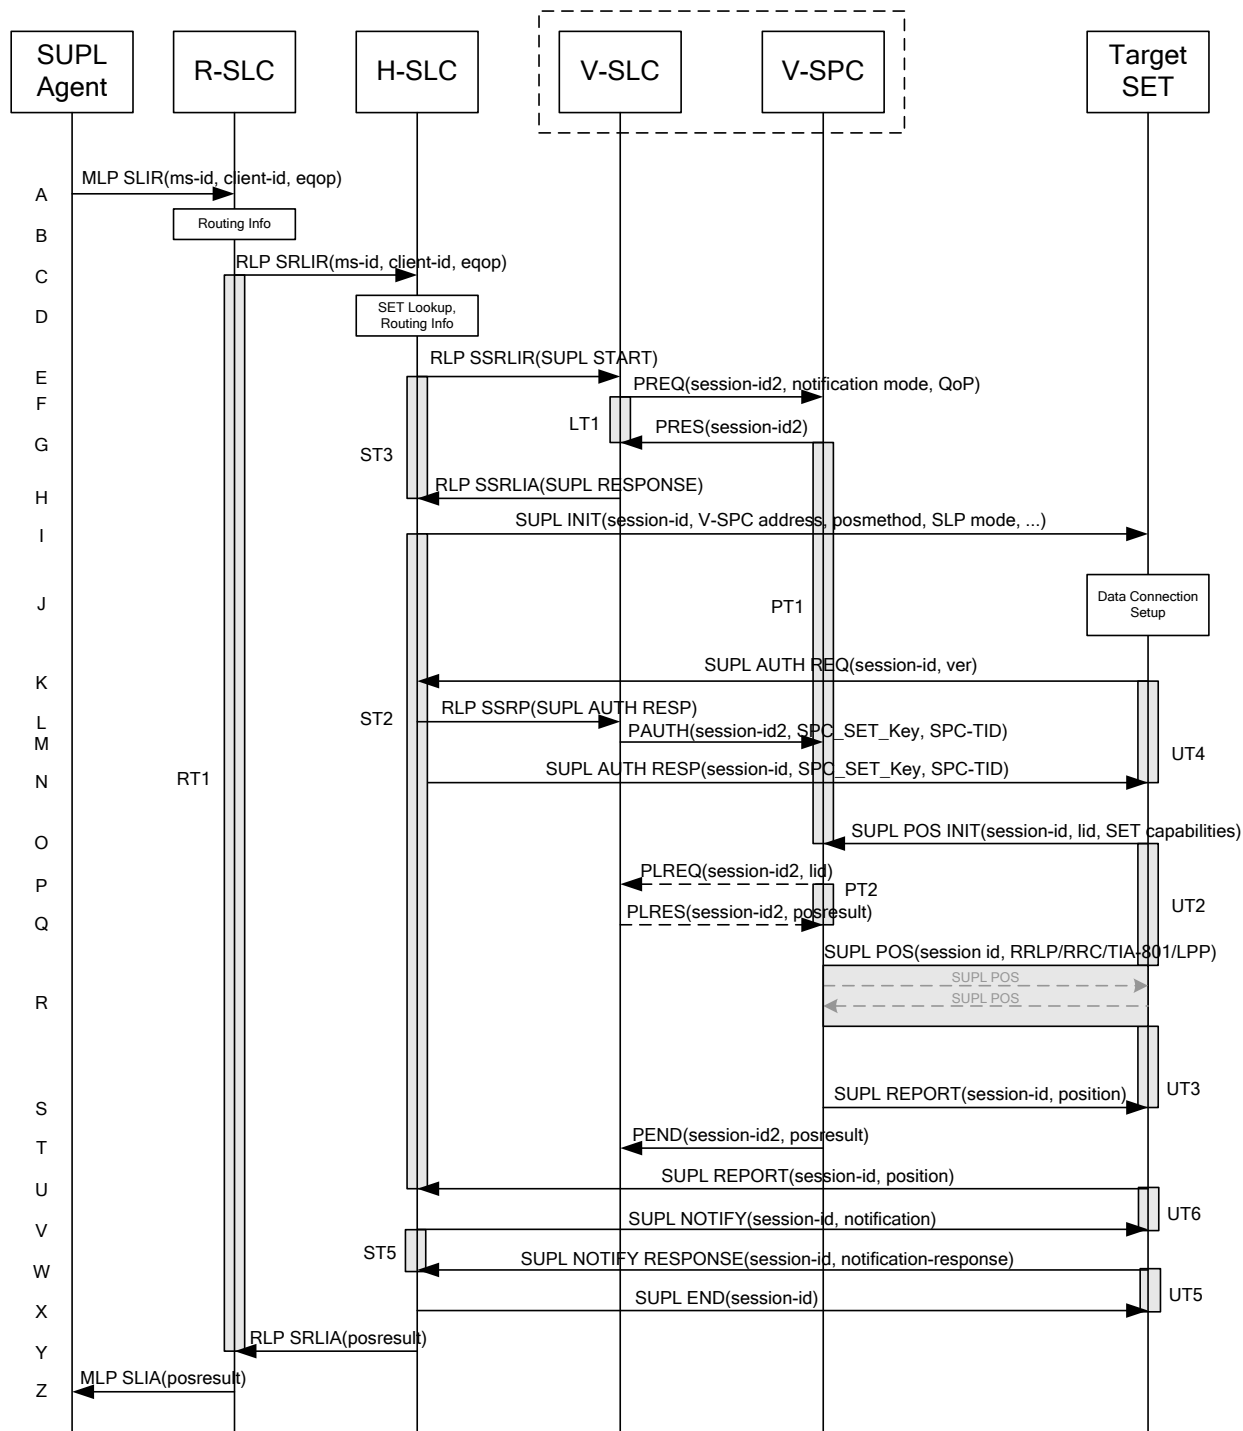 SUPL
Agent
R-SLC
H-SLC
V-SLC
V-SPC
Target
SET
A
MLP SLIR(ms-id, client-id, eqop)
B
Routing Info
C
RLP SRLIR(ms-id, client-id, eqop)
D
SET Lookup,
Routing Info
E
RLP SSRLIR(SUPL START)
F
PREQ(session-id2, notification mode, QoP)
LT1
G
PRES(session-id2)
ST3
H
RLP SSRLIA(SUPL RESPONSE)
I
SUPL INIT(session-id, V-SPC address, posmethod, SLP mode, ...)
J
PT1
Data Connection
Setup
K
SUPL AUTH REQ(session-id, ver)
L
ST2
RLP SSRP(SUPL AUTH RESP)
M
PAUTH(session-id2, SPC_SET_Key, SPC-TID)
UT4
N
RT1
SUPL AUTH RESP(session-id, SPC_SET_Key, SPC-TID)
O
SUPL POS INIT(session-id, lid, SET capabilities)
P
PLREQ(session-id2, lid)
PT2
UT2
Q
PLRES(session-id2, posresult)
SUPL POS(session id, RRLP/RRC/TIA-801/LPP)
SUPL POS
R
SUPL POS
UT3
S
SUPL REPORT(session-id, position)
T
PEND(session-id2, posresult)
U
SUPL REPORT(session-id, position)
UT6
V
SUPL NOTIFY(session-id, notification)
ST5
W
SUPL NOTIFY RESPONSE(session-id, notification-response)
UT5
X
SUPL END(session-id)
Y
RLP SRLIA(posresult)
Z
MLP SLIA(posresult)